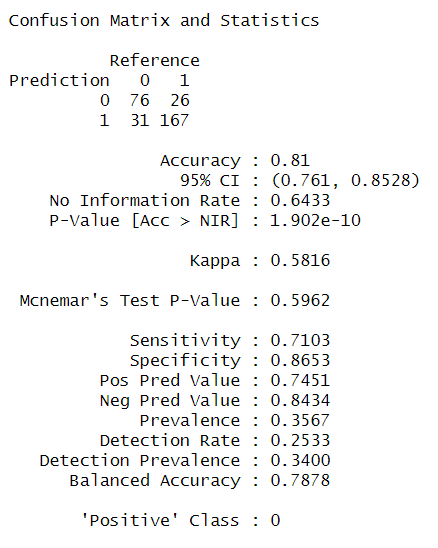 Confusion Matrix and Statistics
Reference
Prediction 0 1
0 76 26
1 31 167
Accuracy : 0.81
95% CI : (0.761, 0.8528)
No Information Rate : 0.6433
P-Value [Acc > NIR] : 1.902e-10
Kappa : 0.5816
Mcnemar's Test P-Value : 0.5962
Sensitivity : 0.7103
Specificity : 0.8653
Pos Pred Value : 0.7451
Neg Pred Value : 0.8434
Prevalence : 0.3567
Detection Rate : 0.2533
Detection Prevalence : 0.3400
Balanced Accuracy : 0.7878
'Positive' Class : 0